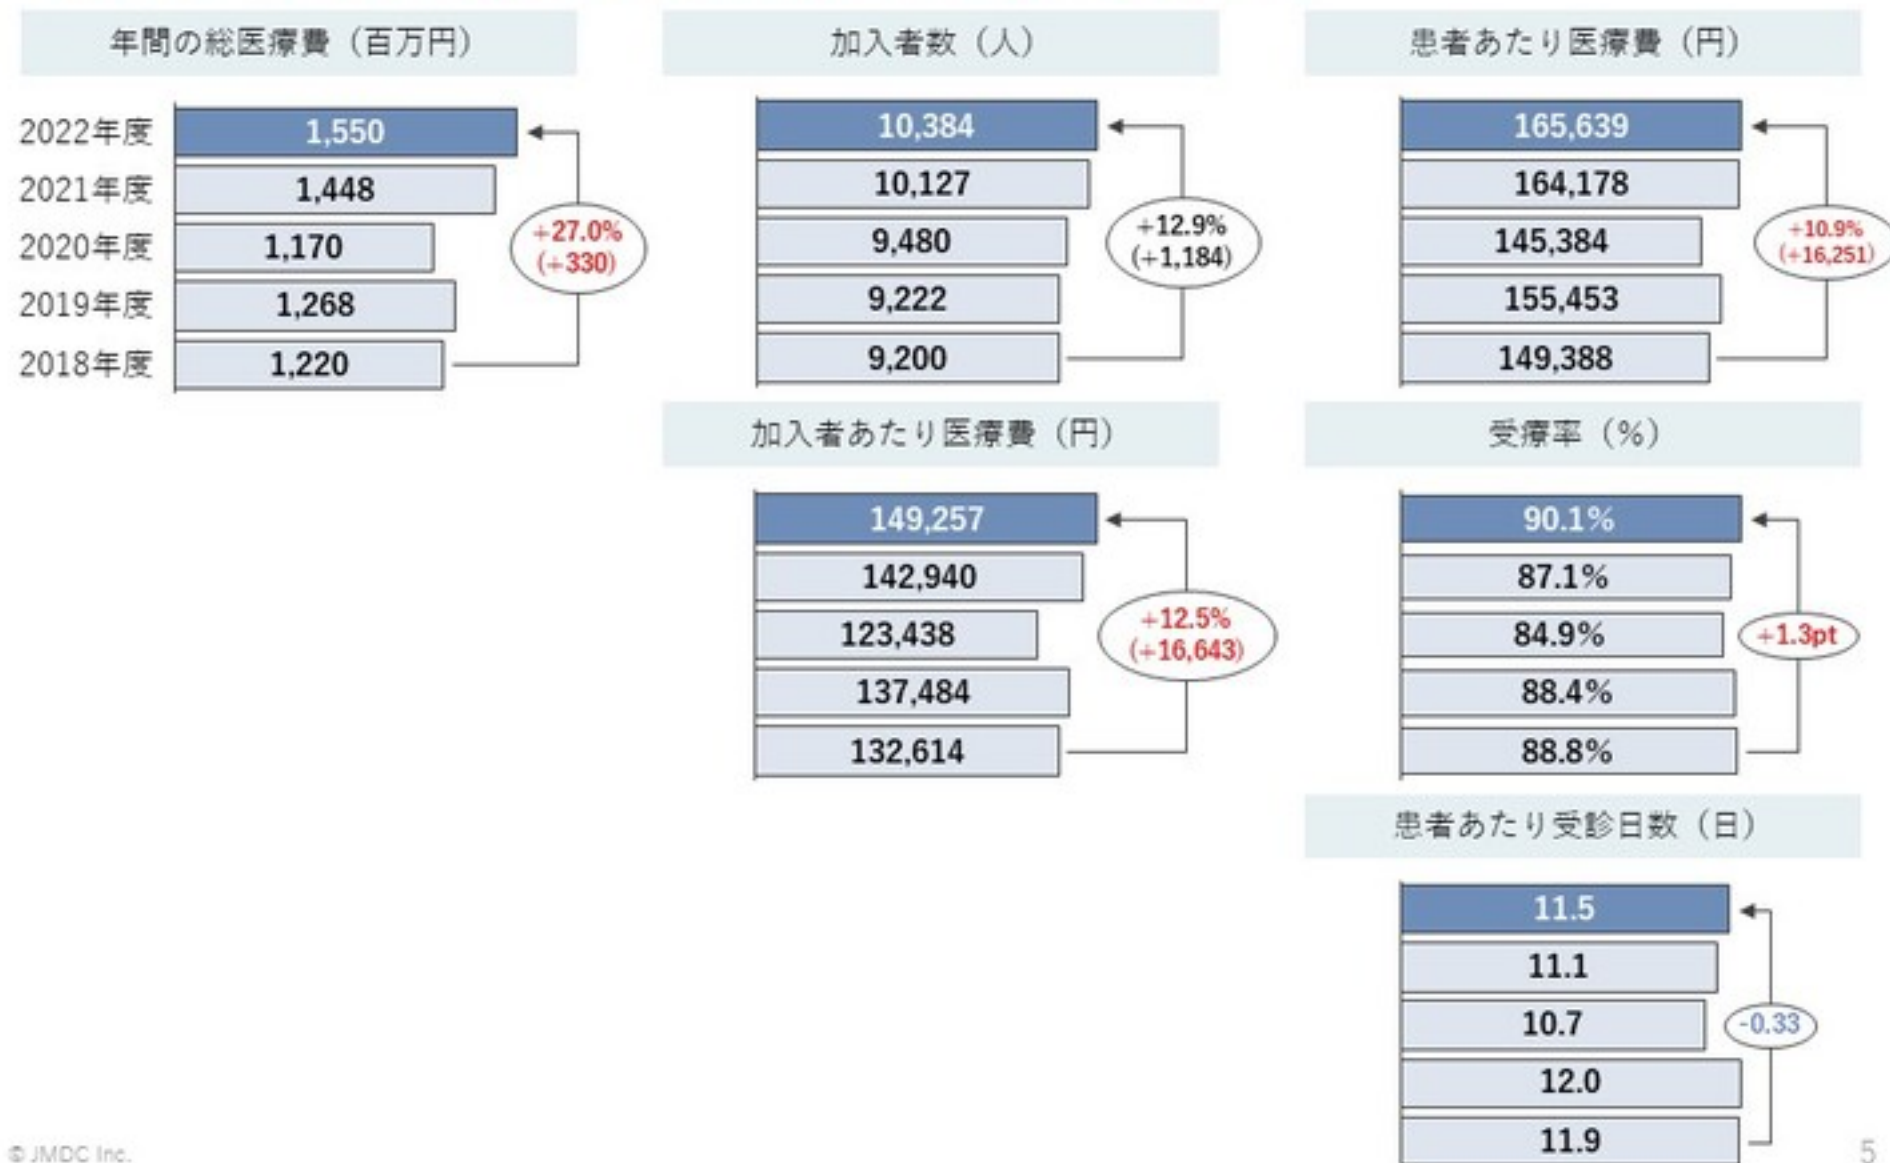 年間の総医療費（百万円）
2022年度 1,550
2021年度 1,448
2020年度 1,170
2019年度 1,268
2018年度 1,220
+27.0%
(+330)
加入者数（人）
10,384
10,127
9,480
9,222
9,200
+12.9%
(+1,184)
患者あたり医療費（円）
165,639
164,178
145,384
155,453
149,388
+10.9%
(+16,251)
加入者あたり医療費（円）
149,257
142,940
123,438
137,484
132,614
+12.5%
(+16,643)
受療率（%）
90.1%
87.1%
84.9%
88.4%
88.8%
+1.3pt
患者あたり受診日数（日）
11.5
11.1
10.7
12.0
11.9
-0.33
© JMDC Inc.
5